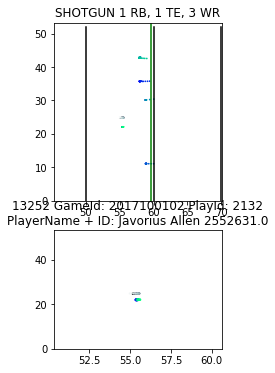 SHOTGUN 1 RB, 1 TE, 3 WR
50
40
30
20
10
0
50 55 60 65 70
13259 GameId: 2017100102 PlayId: 2132
PlayerName + ID: Javorius Allen 2552631.0
40
20
0
52.5 55.0 57.5 60.0